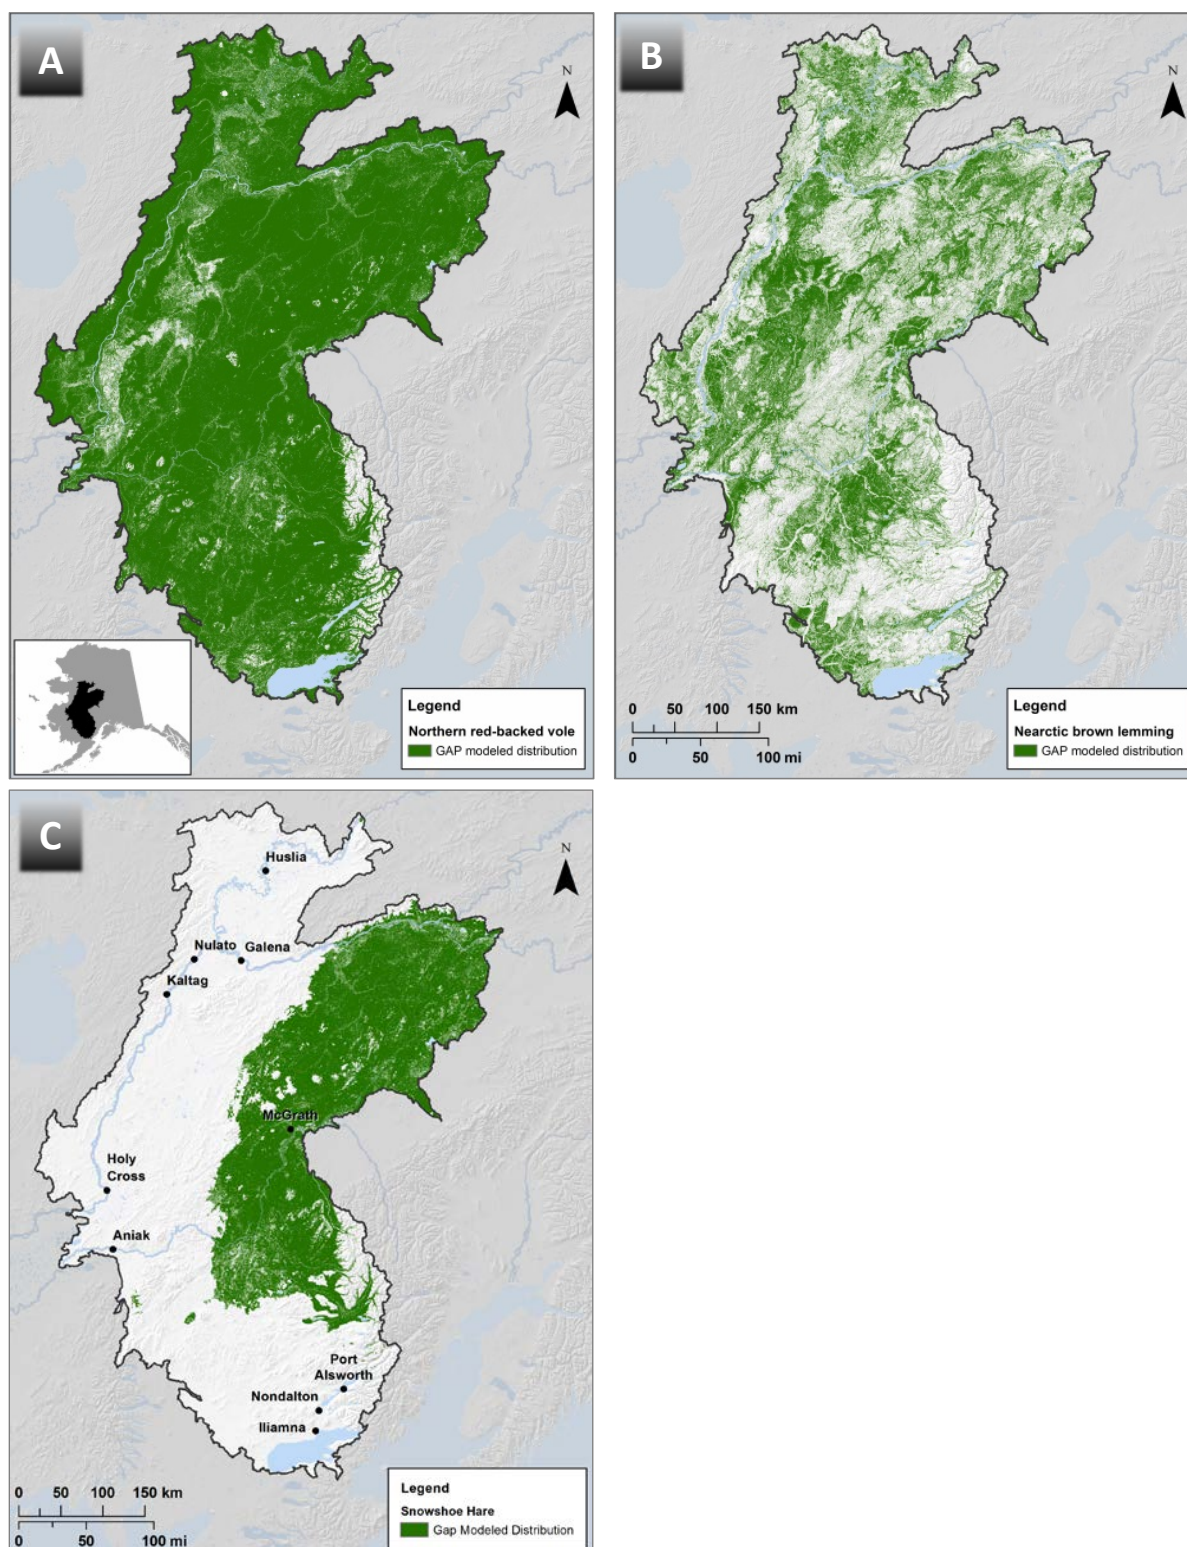 A
N
Legend
Northern red-backed vole
GAP modeled distribution
B
N
0 50 100 150 km
0 50 100 mi
Legend
Nearctic brown lemming
GAP modeled distribution
C
N
Huslia
Nulato Galena
Kaltag
McGrath
Holy
Cross
Aniak
Port
Alsworth
Nondalton
Iliamna
0 50 100 150 km
0 50 100 mi
Legend
Snowshoe Hare
Gap Modeled Distribution